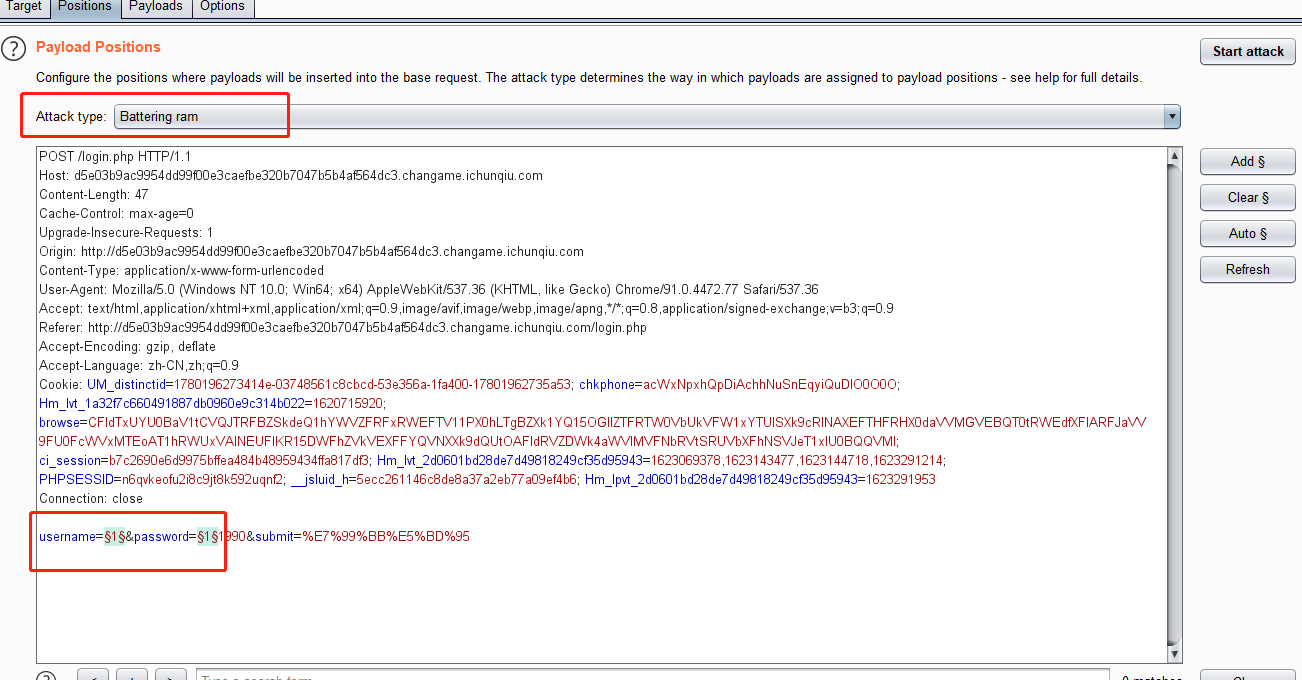 Target Positions Payloads Options
? Payload Positions
Start attack
Configure the positions where payloads will be inserted into the base request. The attack type determines the way in which payloads are assigned to payload positions - see help for full details.
Attack type: Battering ram
POST /login.php HTTP/1.1
Host: d5e03b9ac9954dd99f00e3caefbe320b7047b5b4af564dc3.changame.ichunqiu.com
Content-Length: 47
Cache-Control: max-age=0
Upgrade-Insecure-Requests: 1
Origin: http://d5e03b9ac9954dd99f00e3caefbe320b7047b5b4af564dc3.changame.ichunqiu.com
Content-Type: application/x-www-form-urlencoded
User-Agent: Mozilla/5.0 (Windows NT 10.0; Win64; x64) AppleWebKit/537.36 (KHTML, like Gecko) Chrome/91.0.4472.77 Safari/537.36
Accept: text/html,application/xhtml+xml,application/xml;q=0.9,image/avif,image/webp,image/apng,*/*;q=0.8,application/signed-exchange;v=b3;q=0.9
Referer: http://d5e03b9ac9954dd99f00e3caefbe320b7047b5b4af564dc3.changame.ichunqiu.com/login.php
Accept-Encoding: gzip, deflate
Accept-Language: zh-CN,zh;q=0.9
Cookie: UM_distinctid=1780196273414e-03748561c8cbcd-53e356a-1fa400-17801962735a53; chkphone=acWxNpxhQpDiAchhNuSnEqyiQuDIO0O0O;
Hm_lvt_1a32f7c660491887db0960e9c314b022=1620715920;
browse=
ci_session=b7c2690e6d9975bffea484b48959434ffa817df3; Hm_lvt_2d0601bd28de7d49818249cf35d95943=1623069378,1623143477,1623144718,1623291214;
PHPSESSID=n6qvkeofu2i8c9jt8k592uqnf2; __jsluid_h=5ecc261146c8de8a37a2eb77a09ef4b6; Hm_lpvt_2d0601bd28de7d49818249cf35d95943=1623291953
Connection: close
username=§1§&password=§1§1990&submit=%E7%99%BB%E5%BD%95
Add §
Clear §
Auto §
Refresh
? < + > Type a search term
0 matches
Clear